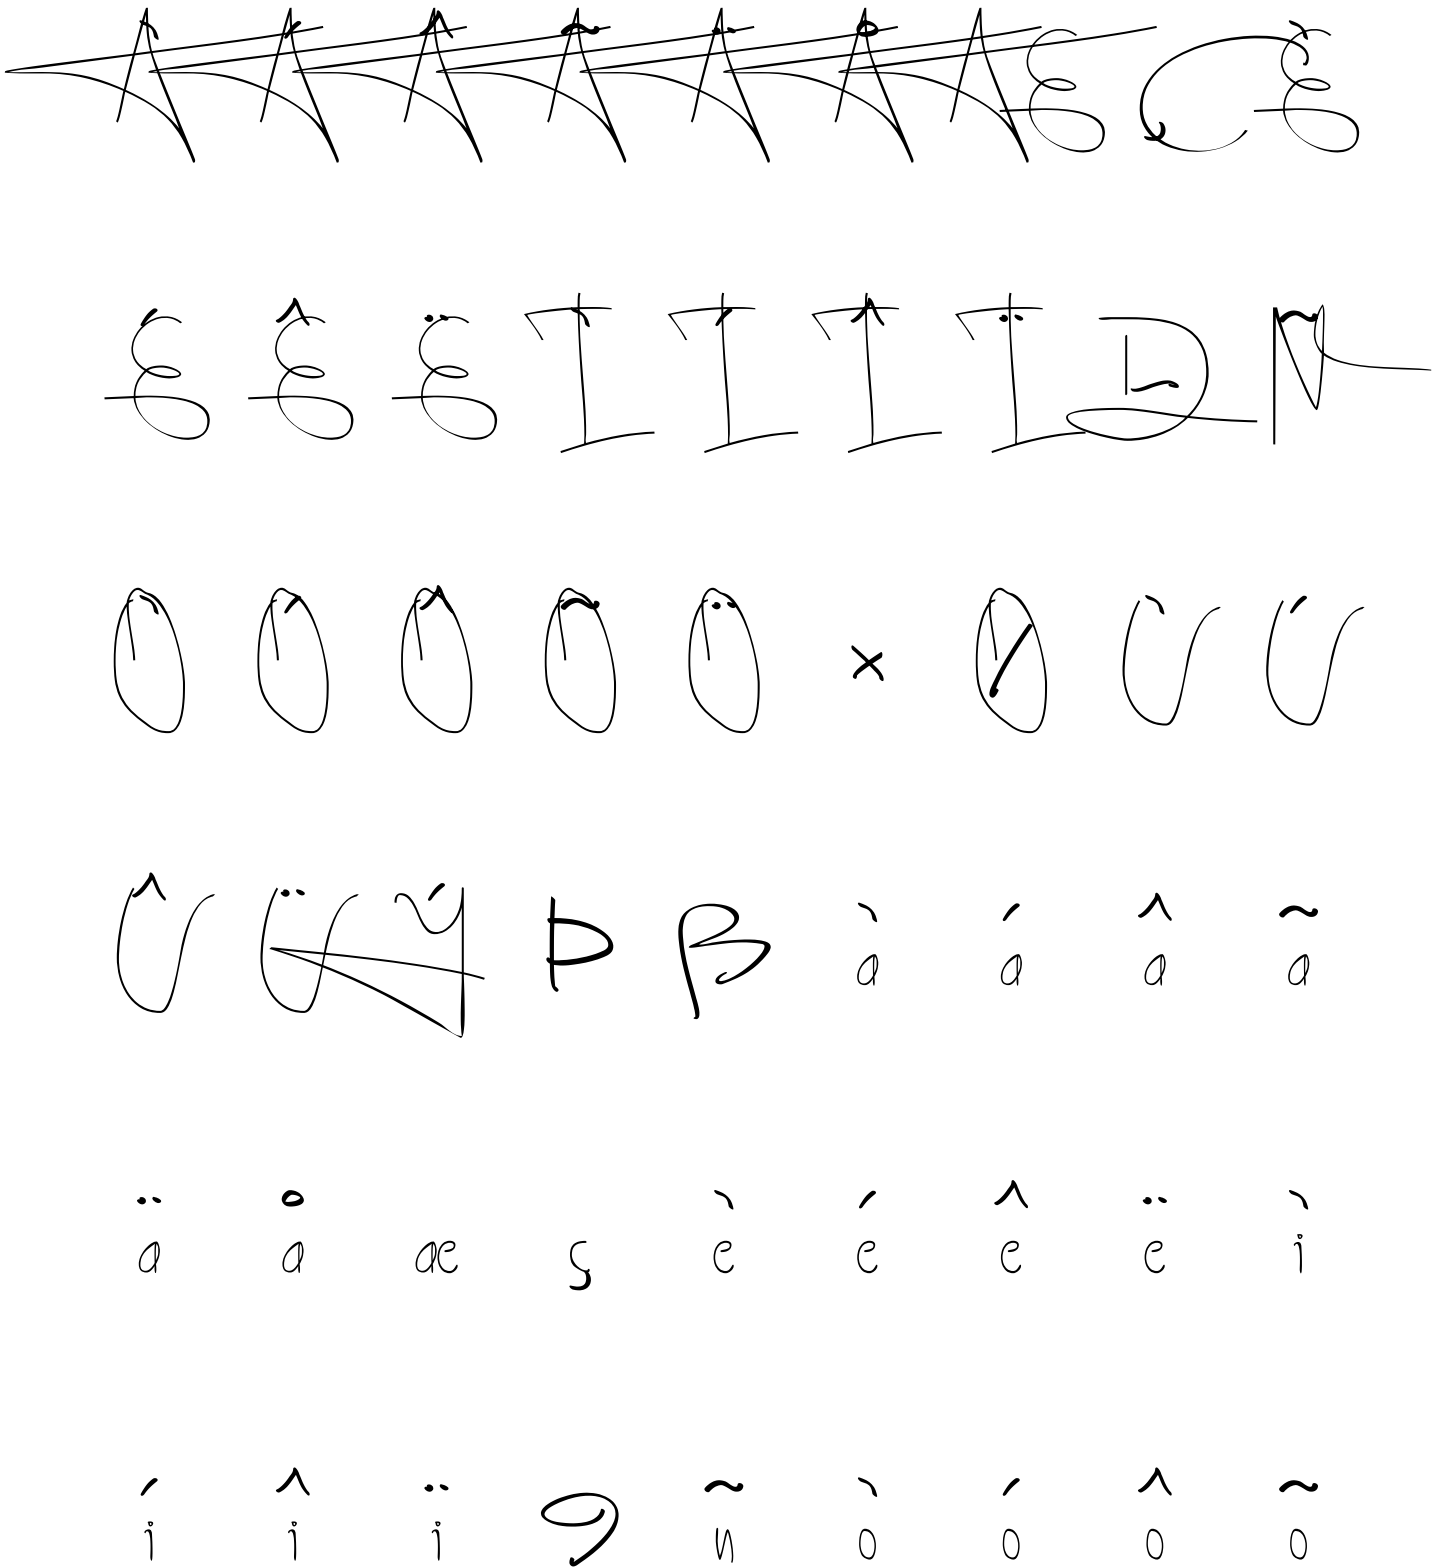 À Á Â Ã Ä Å Æ Ç È
É Ê Ë Ì Í Î Ï Ð Ñ
Ò Ó Ô Õ Ö × Ø Ù Ú
Û Ü Ý Þ ß à á â ã
ä å æ ç è é ê ë ì
í î ï ð ñ ò ó ô õ